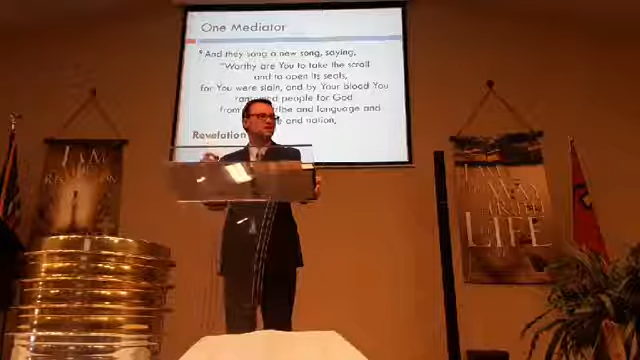 One Mediator
9 And they sang a new song, saying,
"Worthy are You to take the scroll
and to open its seals,
for You were slain, and by Your blood You
people for God
from tribe and language and
and nation,
Revelation
I AM
I AM
THE WAY
LIFE